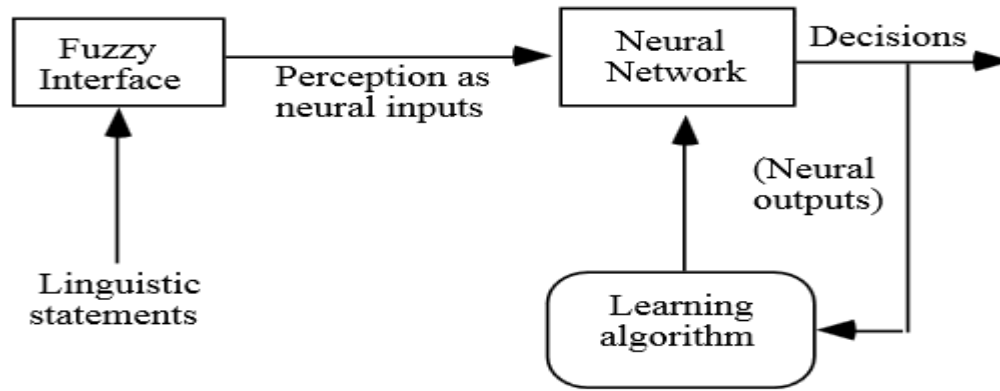 Fuzzy
Interface
Perception as
neural inputs
Neural
Network
Decisions
(Neural
outputs)
Linguistic
statements
Learning
algorithm